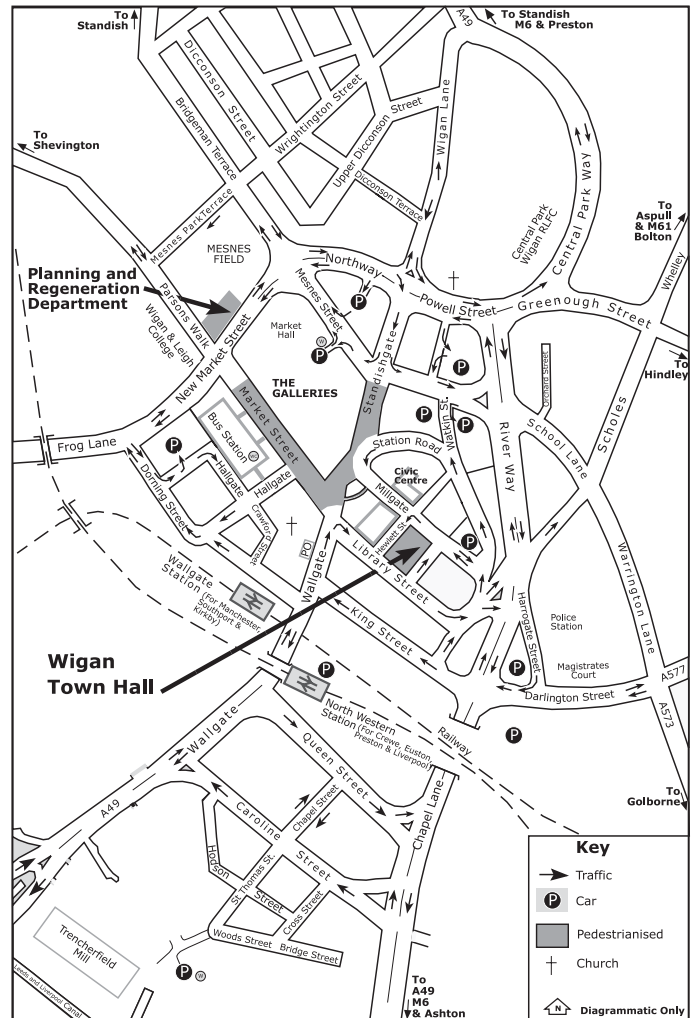 To
Standish
A49
To Standish
M6 & Preston
Dicconson Street
Bridgeman Terrace
Wrightington Street
Upper Dicconson Street
Wigan Lane
Central Park Way
To
Shevington
Dicconson Terrace
Mesnes Park Terrace
MESNES
FIELD
Central Park
Wigan RLFC
To
Aspull
& M61
Bolton
Whelley
Northway
Planning and
Regeneration
Department
Parsons Walk
Wigan & Leigh
College
Mesnes Street
Powell Street
Greenough Street
Market
Hall
P
W
P
P
New Market Street
Standishgate
Orchard Street
To
Hindley
THE
GALLERIES
Market Street
Scholes
Watkin St.
P
P
River Way
School Lane
Bus Station
W
Frog Lane
P
Station Road
Civic
Centre
Hallgate
Hallgate
Millgate
Dorning Street
Crawford Street
PO
Hewlett St.
P
Library Street
Wallgate
Warrington Lane
Wallgate
Station
(For Manchester,
Southport &
Kirkby)
King Street
Harrogate Street
Police
Station
Wigan
Town Hall
P
P
Magistrates
Court
A577
Darlington Street
A573
North Western
Station
(For Crewe, Euston,
Preston & Liverpool)
Railway
P
Wallgate
Queen Street
Chapel Lane
To
Golborne
A49
Caroline Street
Chapel Street
Hodson Street
St. Thomas St.
Cross Street
Woods Street
Bridge Street
Trencherfield
Mill
P
W
Leeds and Liverpool Canal
To
A49
M6
& Ashton
Key
Traffic
P
Car
Pedestrianised
Church
N
Diagrammatic Only